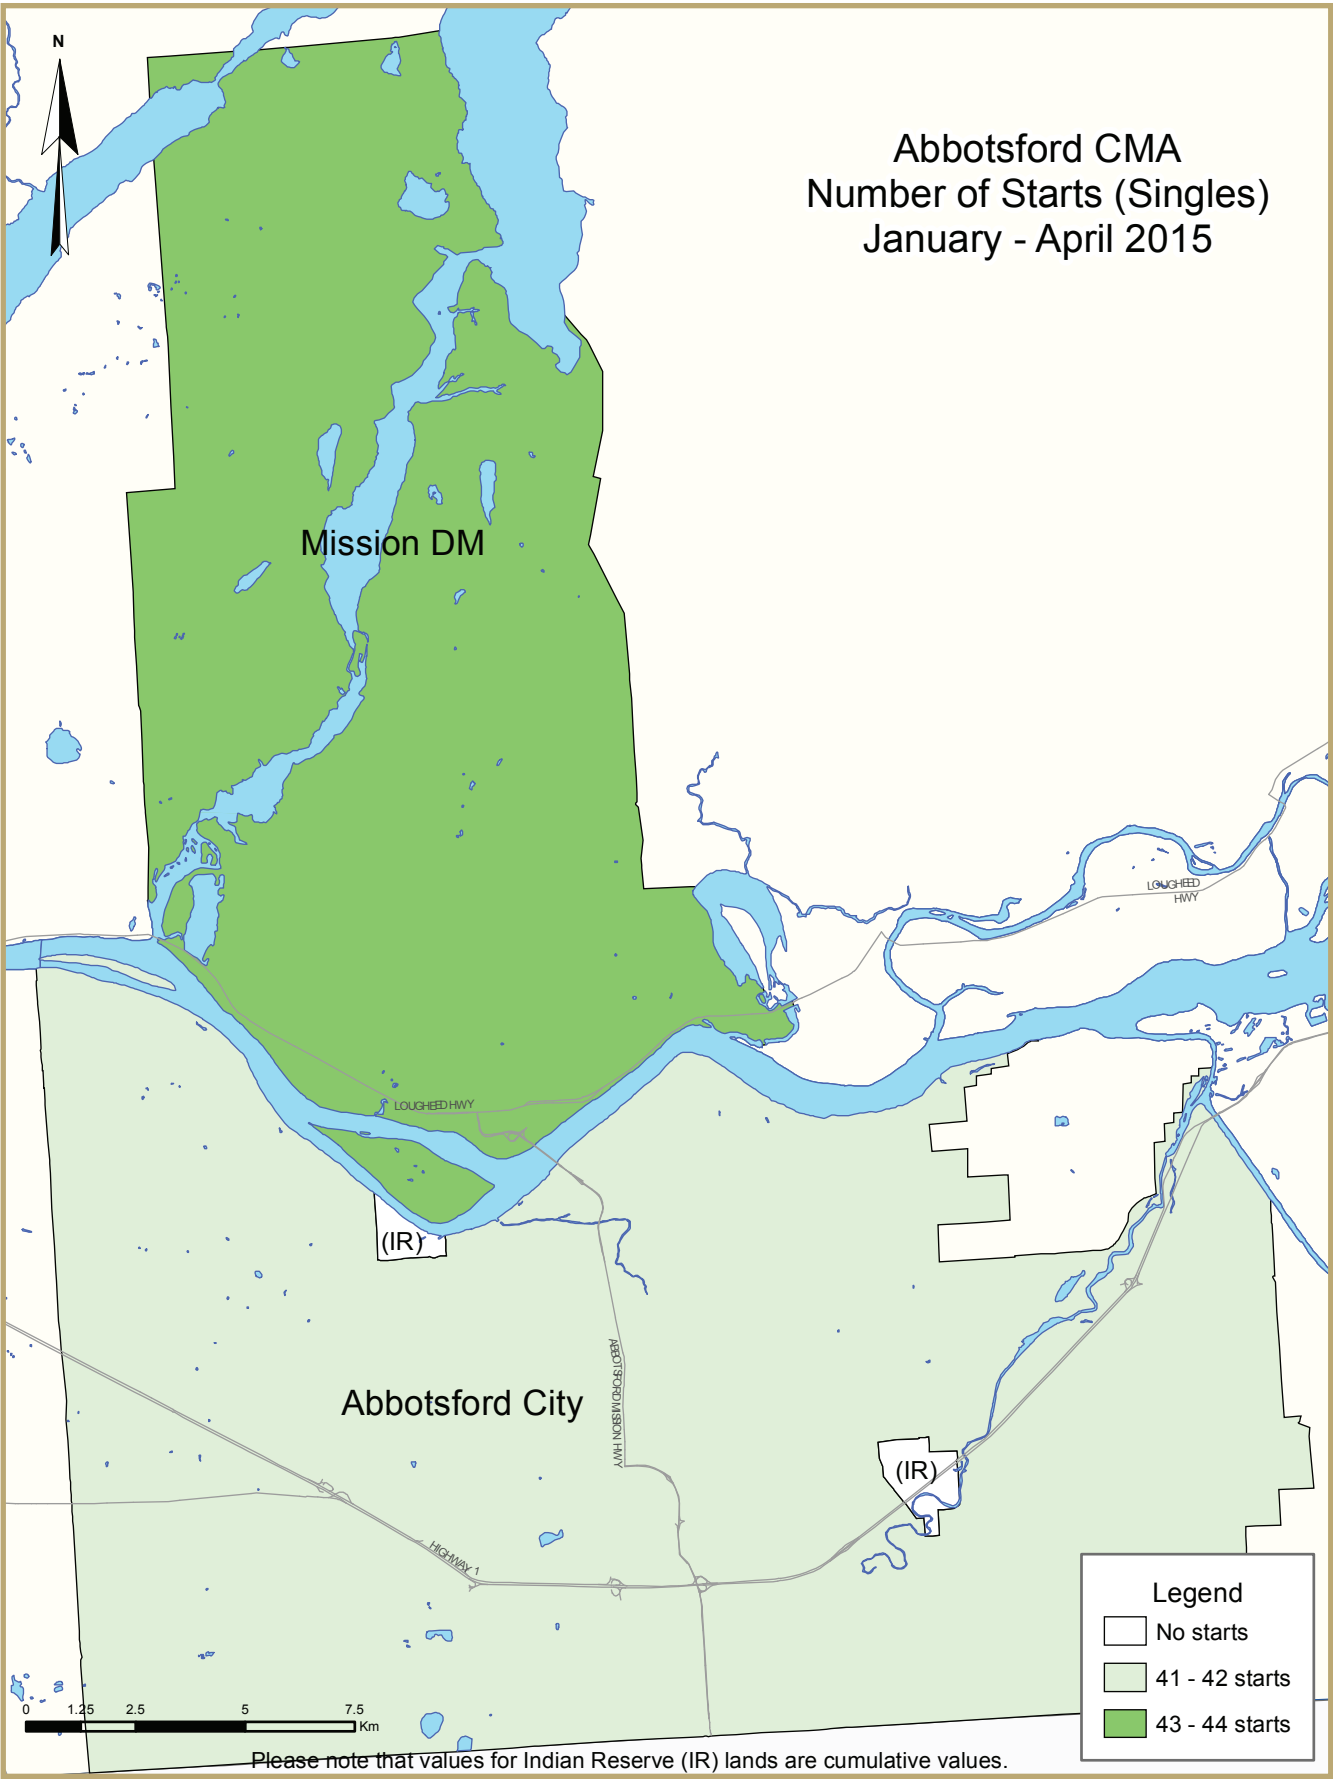 N
Abbotsford CMA
Number of Starts (Singles)
January - April 2015
Mission DM
LOUGHEED
HWY
LOUGHEED HWY
(IR)
ABBOTSFORD MISSION HWY
Abbotsford City
(IR)
HIGHWAY 1
Legend
No starts
41 - 42 starts
43 - 44 starts
0 1.25 2.5 5 7.5
Km
Please note that values for Indian Reserve (IR) lands are cumulative values.